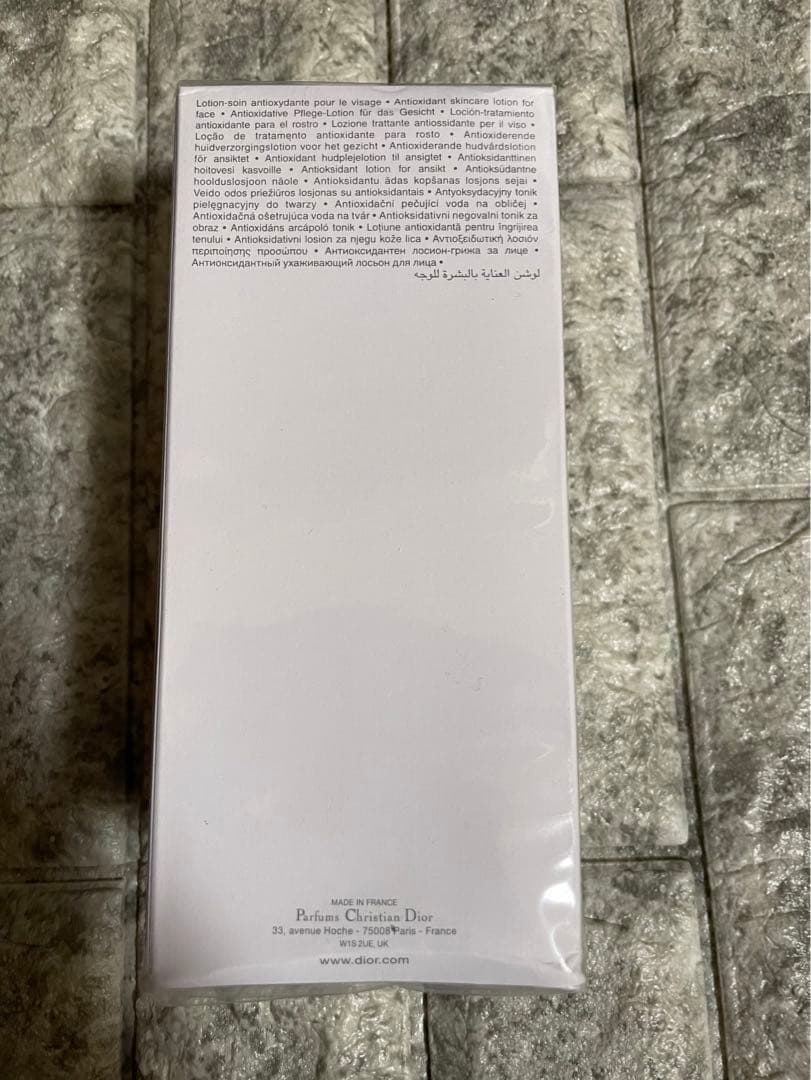 Lotion-soin antioxydante pour le visage • Antioxidant skincare lotion for
face • Antioxidative Pflege-Lotion für das Gesicht • Loción-tratamiento
antioxidante para el rostro • Lozione trattante antiossidante per il viso •
Loção de tratamento antioxidante para rosto • Antioxiderende
huidverzorgingslotion voor het gezicht • Antioxiderande hudvårdslotion
för ansiktet • Antioxidant hudplejelotion til ansigtet • Antioksidanttinen
hoitovesi kasvoille • Antioksidant lotion for ansikt • Antioksüdantne
hooldusloosjoon näole • Antioksidantu ādas kopšanas losjons sejai •
Veido odos priežiūros losjonas su antioksidantais • Antyoksydacyjny tonik
pielęgnacyjny do twarzy • Antioxidační pečující voda na obličej •
Antioxidačná ošetrujúca voda na tvár • Antioksidativni negovalni tonik za
obraz • Antioxidáns arcápoló tonik • Loțiune antioxidantă pentru îngrijirea
tenului • Antioksidativni losion za njegu kože lica • Αντιοξειδωτική λοσιόν
περιποίησης προσώπου • Антиоксидантен лосион-грижа за лице •
Антиоксидантный ухаживающий лосьон для лица •
لوشن العناية بالبشرة للوجه
MADE IN FRANCE
Parfums Christian Dior
33, avenue Hoche - 75008 Paris - France
W1S 2UE, UK
www.dior.com